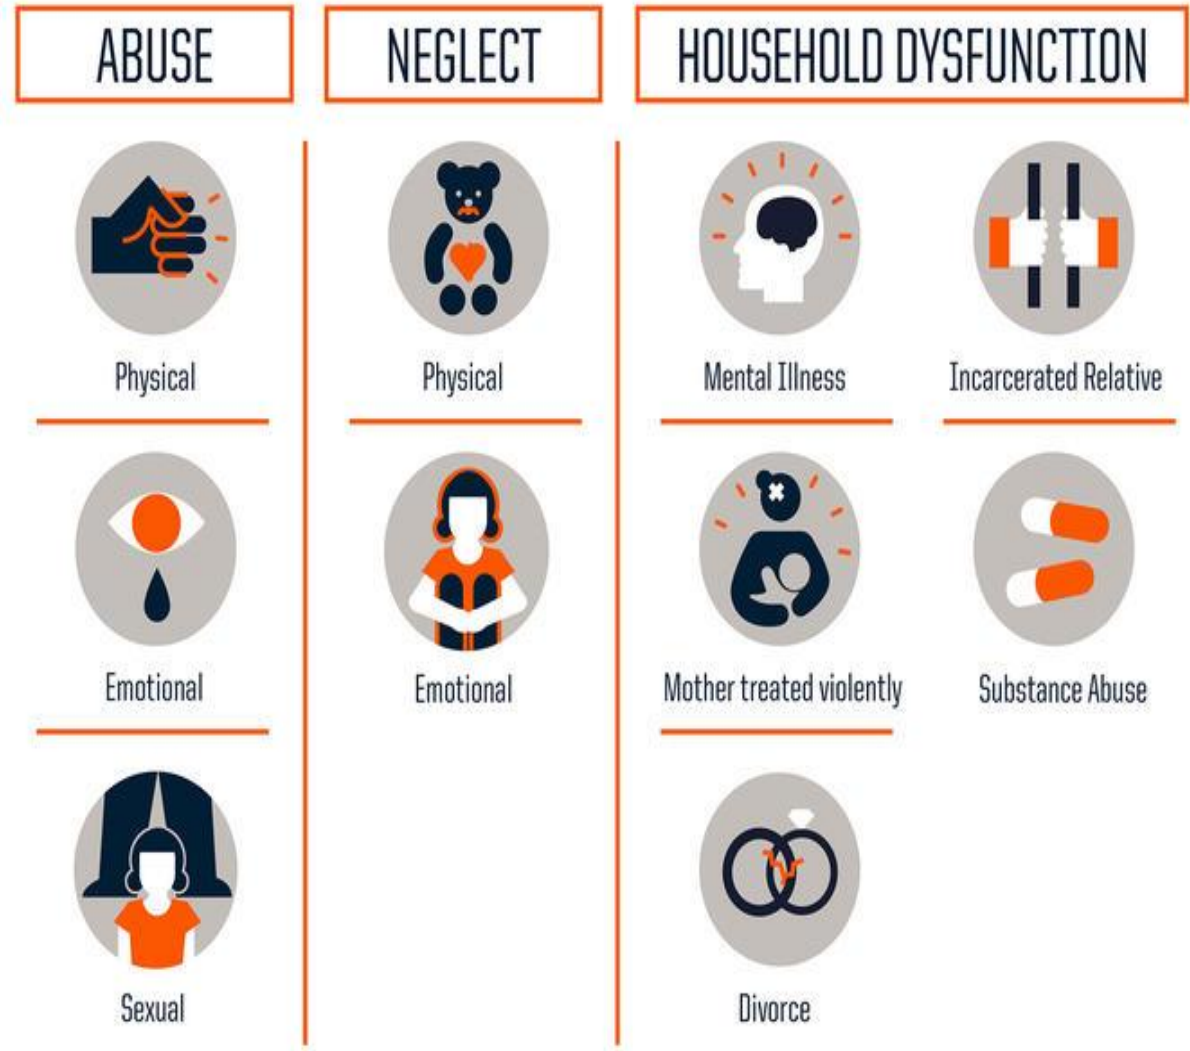 ABUSE
Physical
Emotional
Sexual
NEGLECT
Physical
Emotional
HOUSEHOLD DYSFUNCTION
Mental Illness
Incarcerated Relative
Mother treated violently
Substance Abuse
Divorce